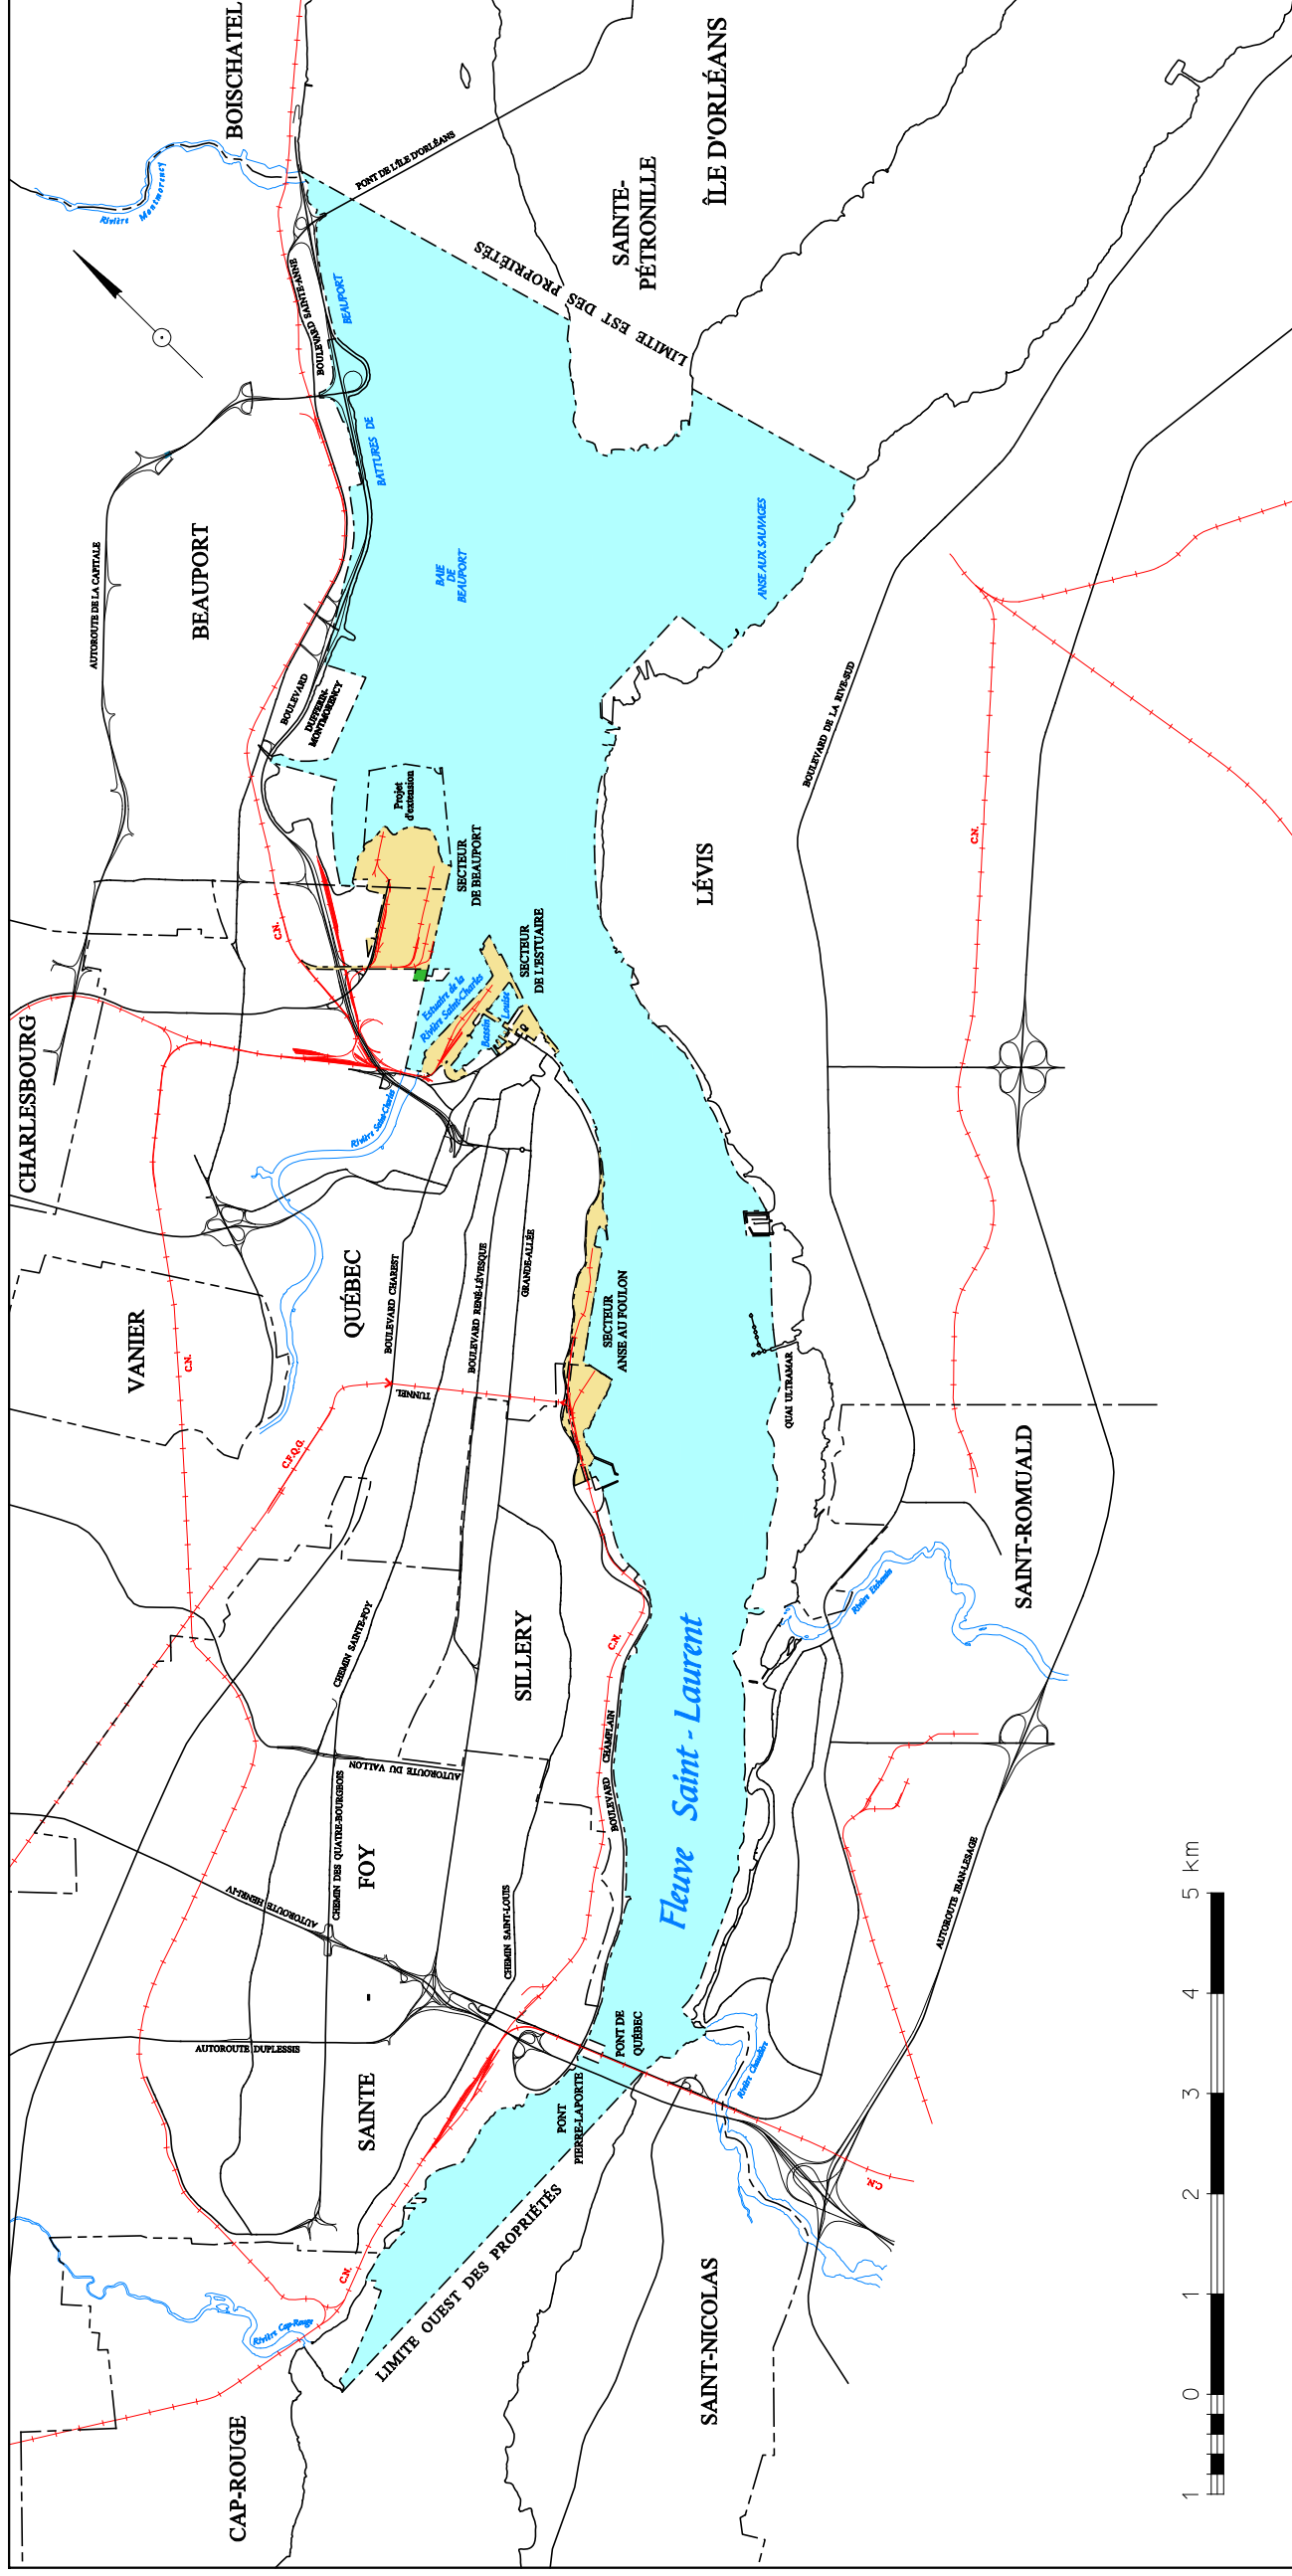 CAP-ROUGE
Rivière Cap-Rouge
C.N.
LIMITE OUEST DES PROPRIÉTÉS
SAINT-NICOLAS
SAINTE
-
FOY
AUTOROUTE DUPLESSIS
AUTOROUTE HENRI-IV
CHEMIN DES QUATRE-BOURGEOIS
AUTOROUTE DU VALLON
CHEMIN SAINTE-FOY
CHEMIN SAINT-LOUIS
PONT
PIERRE-LAPORTE
PONT DE
QUÉBEC
C.N.
Rivière Chaudière
AUTOROUTE JEAN-LESAGE
BOULEVARD CHAMPLAIN
C.N.
SILLERY
Fleuve Saint - Laurent
SAINT-ROMUALD
Rivière Etchemin
VANIER
C.N.
C.F.Q.G.
TUNNEL
QUÉBEC
BOULEVARD CHAREST
BOULEVARD RENÉ-LÉVESQUE
GRANDE-ALLÉE
SECTEUR
ANSE AU FOULON
QUAI ULTRAMAR
CHARLESBOURG
Rivière Saint-Charles
Estuaire de la
Rivière Saint-Charles
Bassin Louise
SECTEUR
DE L'ESTUAIRE
SECTEUR
DE BEAUPORT
Projet
d'extension
C.N.
LÉVIS
C.N.
BOULEVARD DE LA RIVE-SUD
BEAUPORT
AUTOROUTE DE LA CAPITALE
BOULEVARD
DUFFERIN-
MONTMORENCY
BAIE
DE
BEAUPORT
BATTURES DE BEAUPORT
ANSE AUX SAUVAGES
BOULEVARD SAINTE-ANNE
LIMITE EST DES PROPRIÉTÉS
PONT DE L'ÎLE D'ORLÉANS
SAINTE-
PÉTRONILLE
ÎLE D'ORLÉANS
BOISCHATEL
Rivière Montmorency
1 0 1 2 3 4 5 km